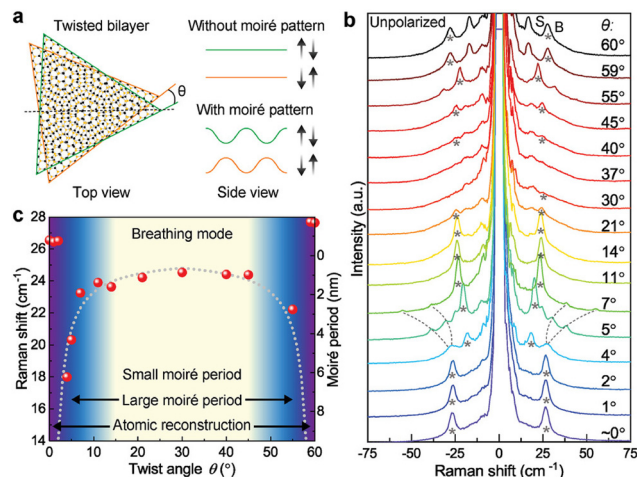 a
Twisted bilayer
θ
Top view
Without moiré pattern
With moiré pattern
Side view
b
Unpolarized
S
B
θ:
60°
59°
55°
45°
40°
37°
30°
21°
14°
11°
7°
5°
4°
2°
1°
~0°
Intensity (a.u.)
-75 -50 -25 0 25 50 75
Raman shift (cm⁻¹)
c
Breathing mode
Small moiré period
Large moiré period
Atomic reconstruction
Raman shift (cm⁻¹)
28
26
24
22
20
18
16
14
Moiré period (nm)
0
2
4
6
8
0 10 20 30 40 50 60
Twist angle θ (°)